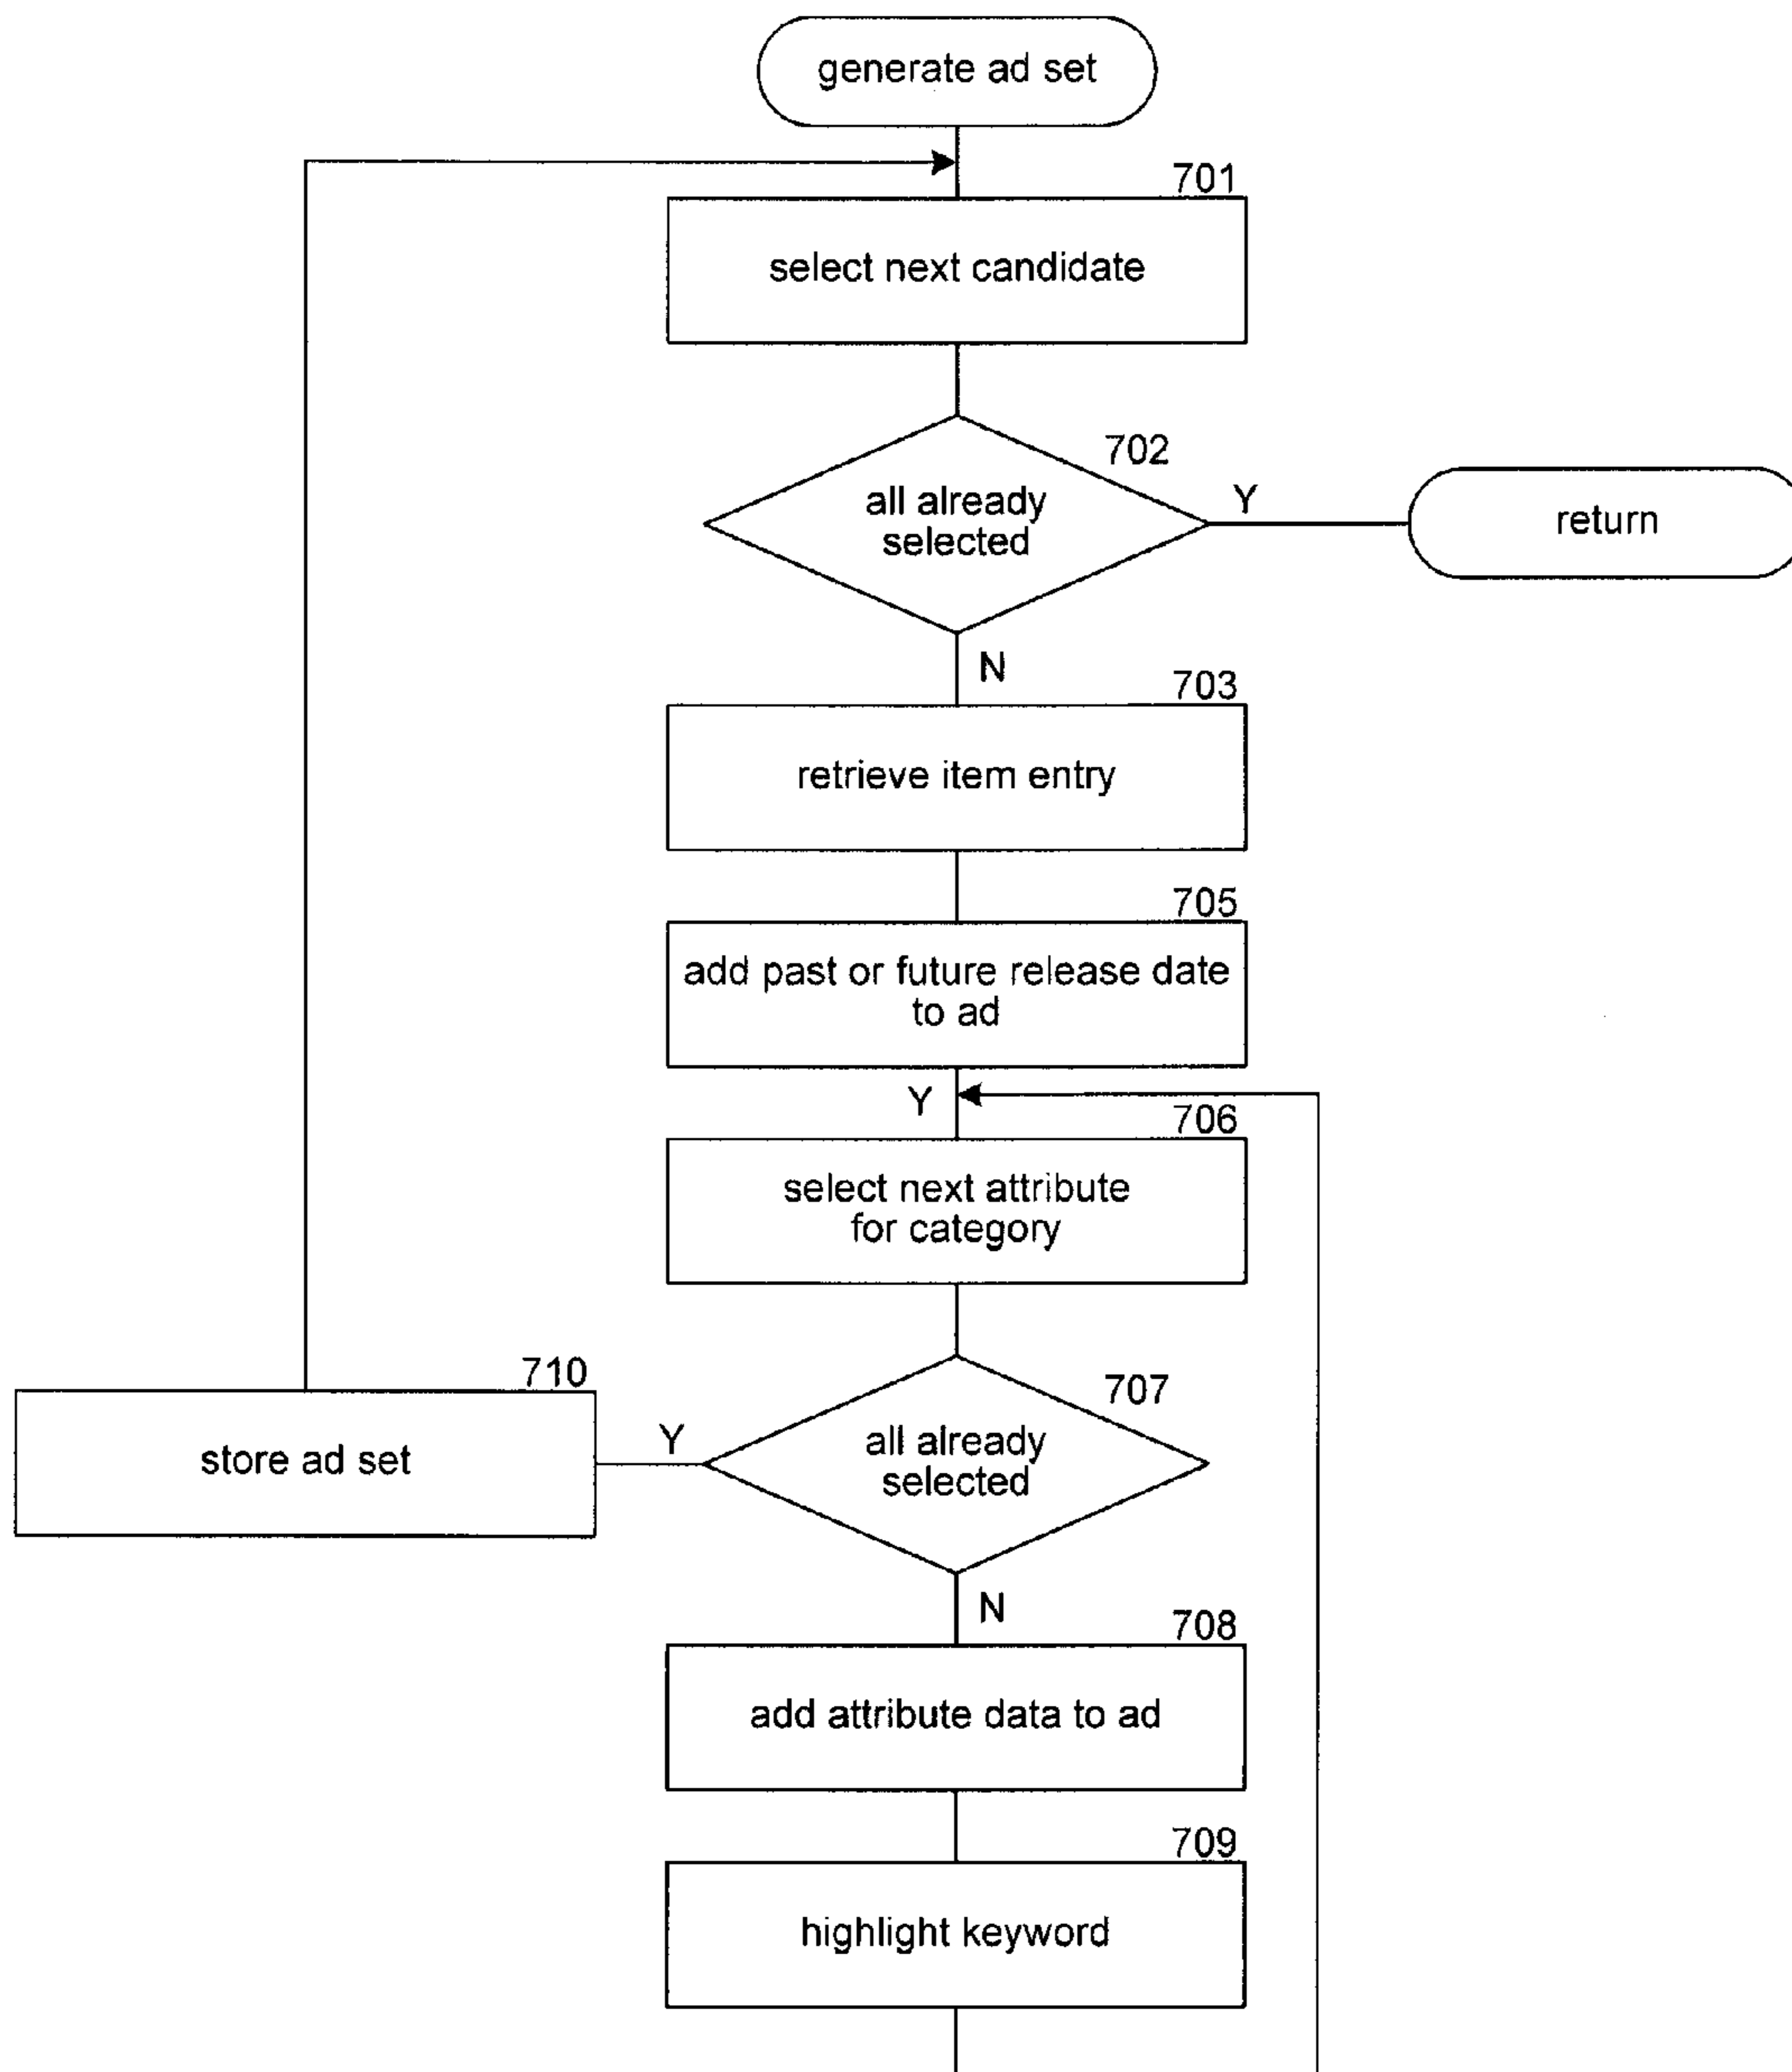 generate ad set
701
select next candidate
702
all already
selected
Y
return
N
703
retrieve item entry
705
add past or future release date
to ad
Y
706
select next attribute
for category
710
store ad set
Y
707
all already
selected
N
708
add attribute data to ad
709
highlight keyword